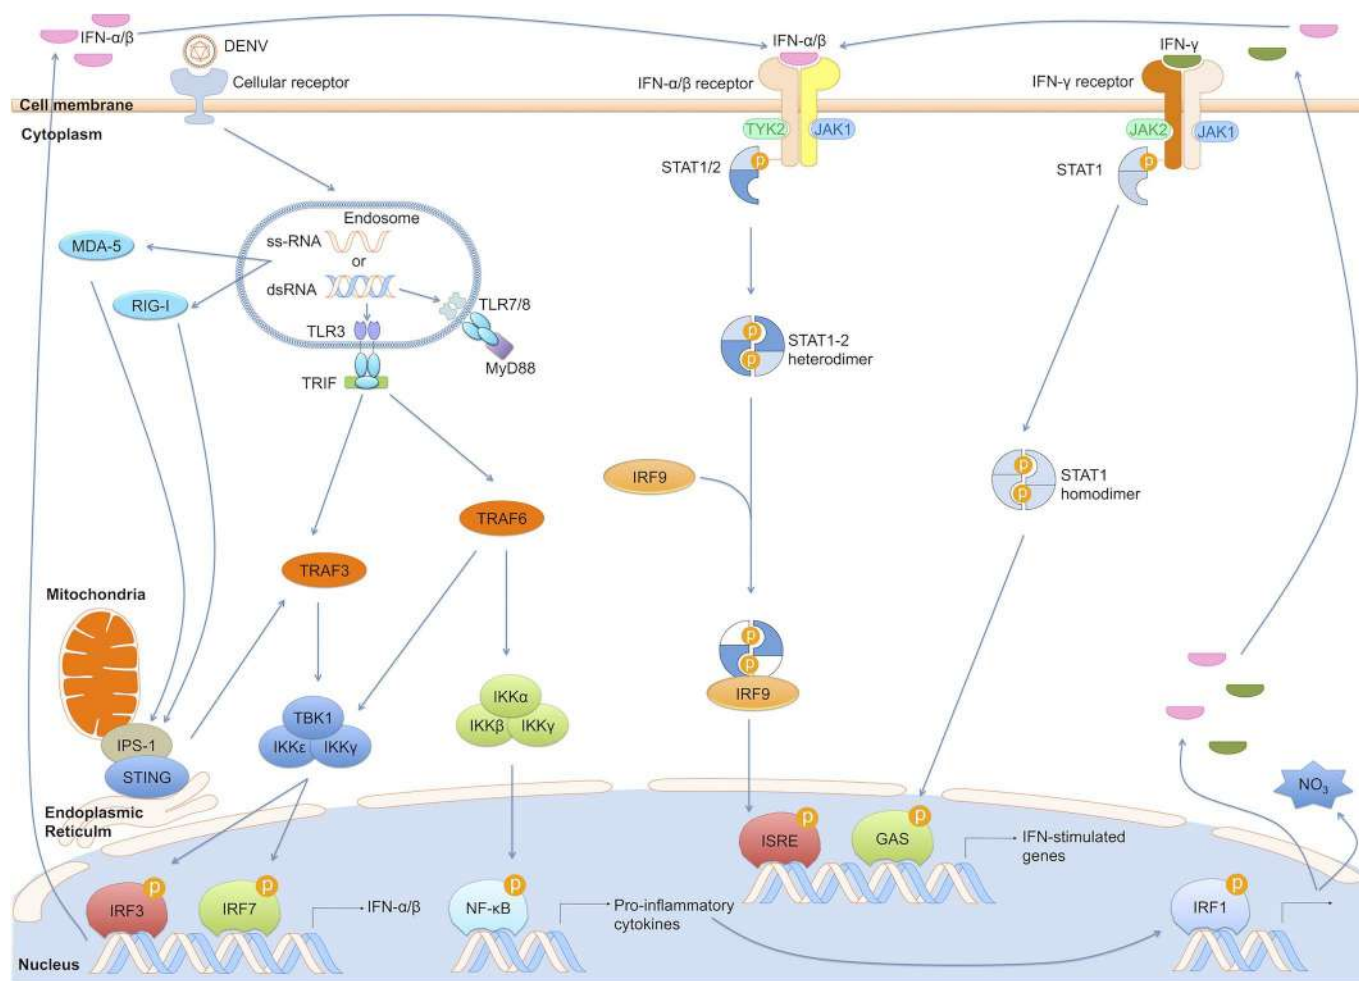 IFN-α/β
DENV
Cellular receptor
IFN-α/β
IFN-α/β receptor
IFN-γ
IFN-γ receptor
Cell membrane
Cytoplasm
TYK2
JAK1
JAK2
JAK1
STAT1/2
p
STAT1
p
Endosome
ss-RNA
or
dsRNA
MDA-5
RIG-I
TLR3
TLR7/8
MyD88
TRIF
p
p
STAT1-2
heterodimer
IRF9
p
p
STAT1
homodimer
TRAF6
TRAF3
Mitochondria
p
p
IRF9
IKKα
IKKβ
IKKγ
TBK1
IKKε
IKKγ
IPS-1
STING
Endoplasmic
Reticulm
NO3
ISRE
p
GAS
p
IFN-stimulated
genes
IRF3
p
IRF7
p
IFN-α/β
NF-κB
p
Pro-inflammatory
cytokines
IRF1
p
Nucleus